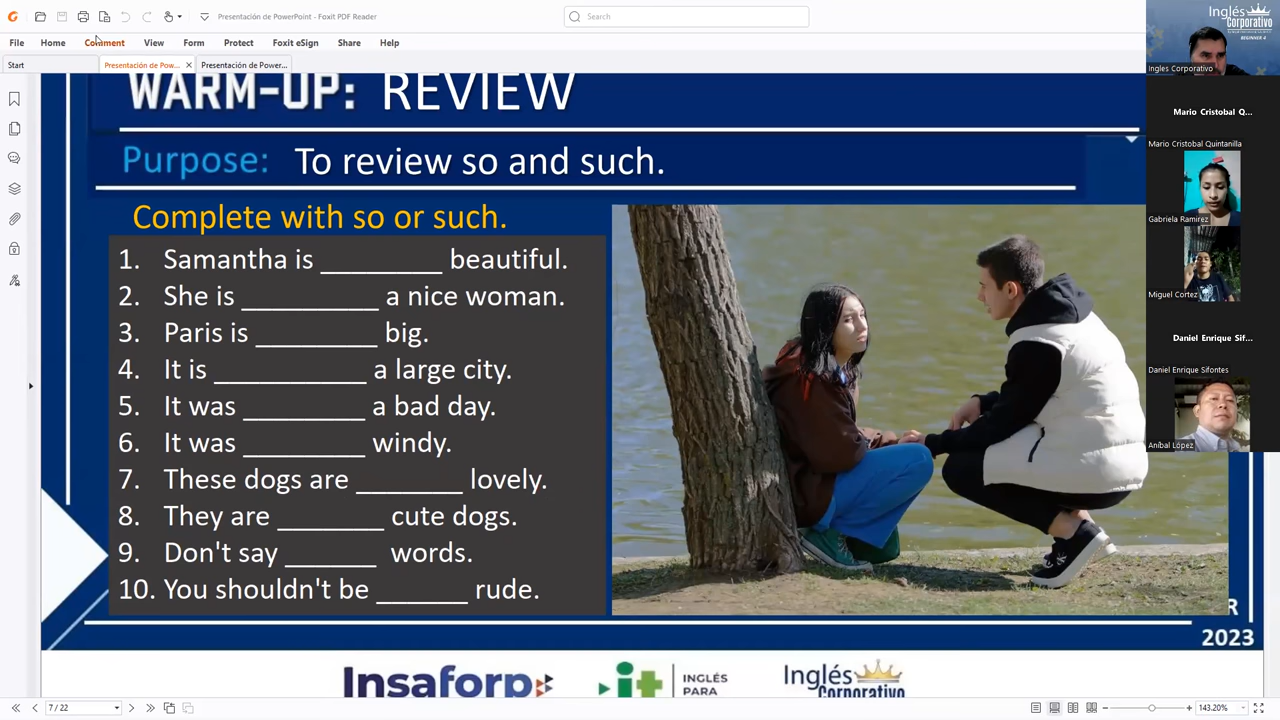 Presentación de PowerPoint - Foxit PDF Reader
Search
File Home Comment View Form Protect Foxit eSign Share Help
Start
Presentación de Pow...
Presentación de Power...
WARM-UP: REVIEW
Purpose: To review so and such.
Complete with so or such.
1. Samantha is _________ beautiful.
2. She is __________ a nice woman.
3. Paris is _________ big.
4. It is ___________ a large city.
5. It was _________ a bad day.
6. It was _________ windy.
7. These dogs are ________ lovely.
8. They are ________ cute dogs.
9. Don't say _______ words.
10. You shouldn't be _______ rude.
R
2023
Insaforp
it
INGLÉS
PARA
Inglés
Corporativo
7 / 22
143.20%
Inglés
Corporativo
BEGINNER 4
Ingles Corporativo
Mario Cristobal Q...
Mario Cristobal Quintanilla
Gabriela Ramirez
Miguel Cortez
Daniel Enrique Sif...
Daniel Enrique Sifontes
Aníbal López